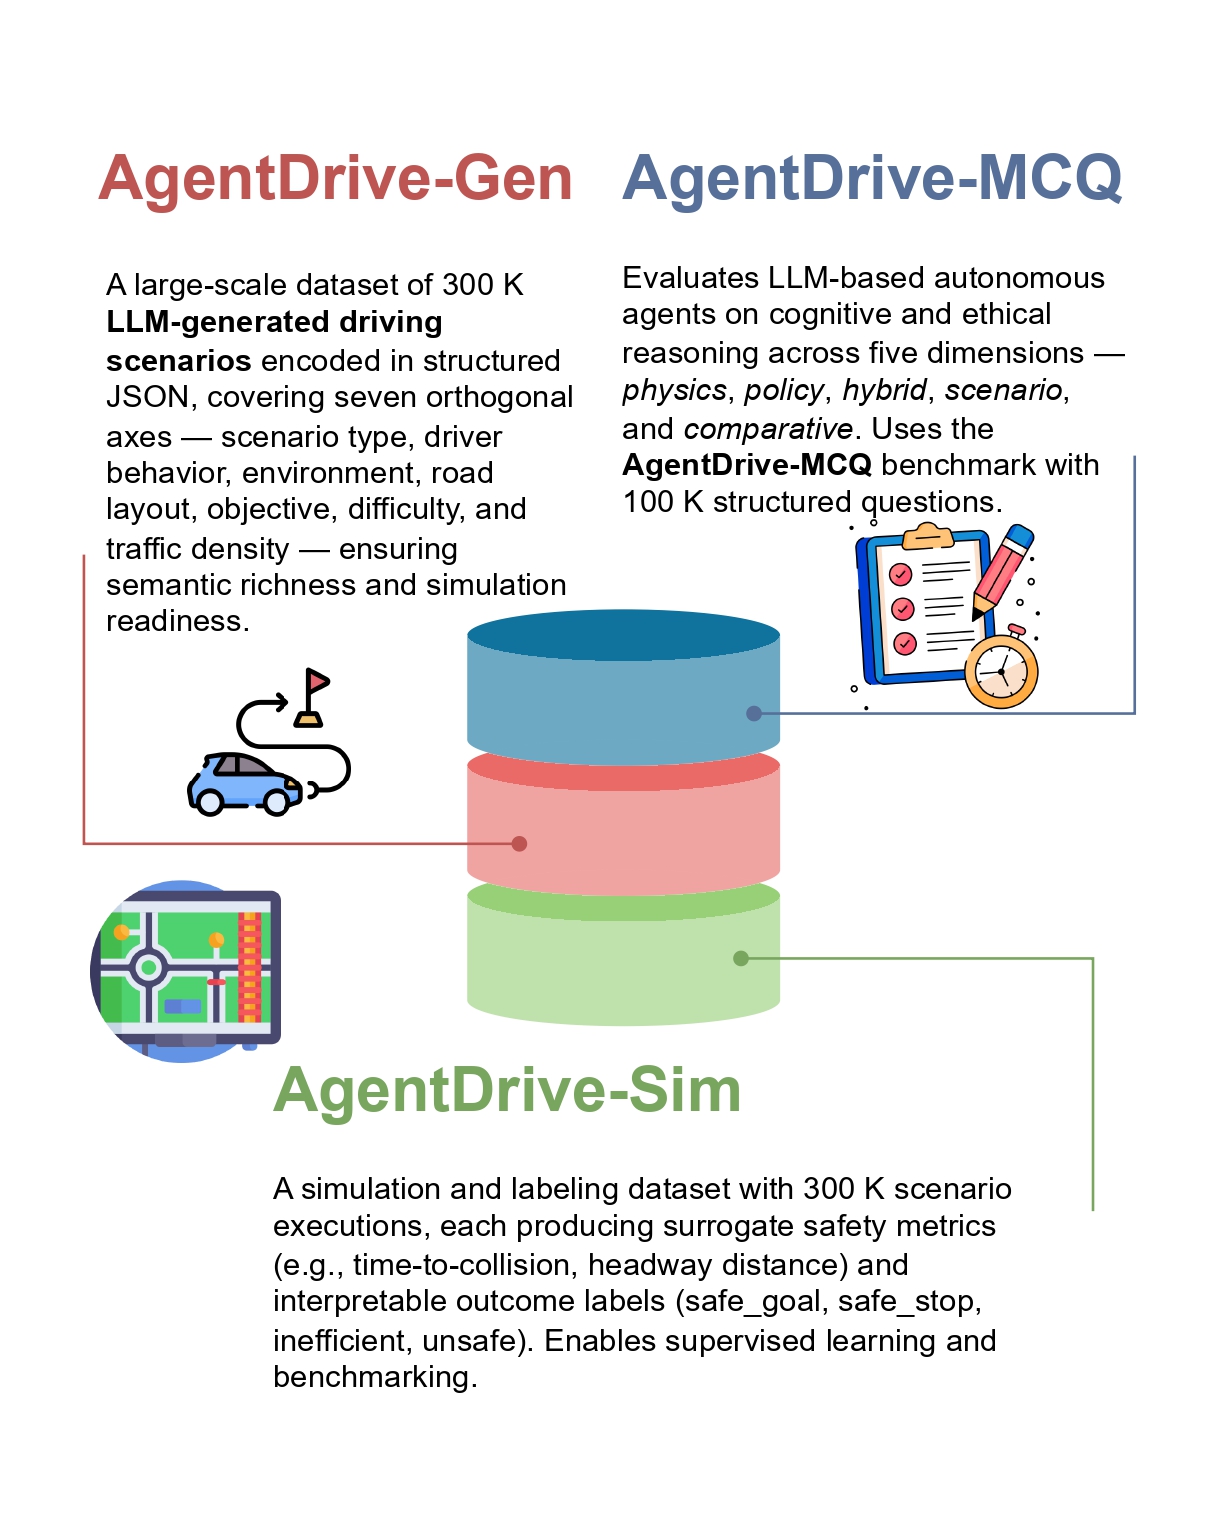 AgentDrive-Gen
A large-scale dataset of 300 K
LLM-generated driving
scenarios encoded in structured
JSON, covering seven orthogonal
axes — scenario type, driver
behavior, environment, road
layout, objective, difficulty, and
traffic density — ensuring
semantic richness and simulation
readiness.
AgentDrive-MCQ
Evaluates LLM-based autonomous
agents on cognitive and ethical
reasoning across five dimensions —
physics, policy, hybrid, scenario,
and comparative. Uses the
AgentDrive-MCQ benchmark with
100 K structured questions.
AgentDrive-Sim
A simulation and labeling dataset with 300 K scenario
executions, each producing surrogate safety metrics
(e.g., time-to-collision, headway distance) and
interpretable outcome labels (safe_goal, safe_stop,
inefficient, unsafe). Enables supervised learning and
benchmarking.